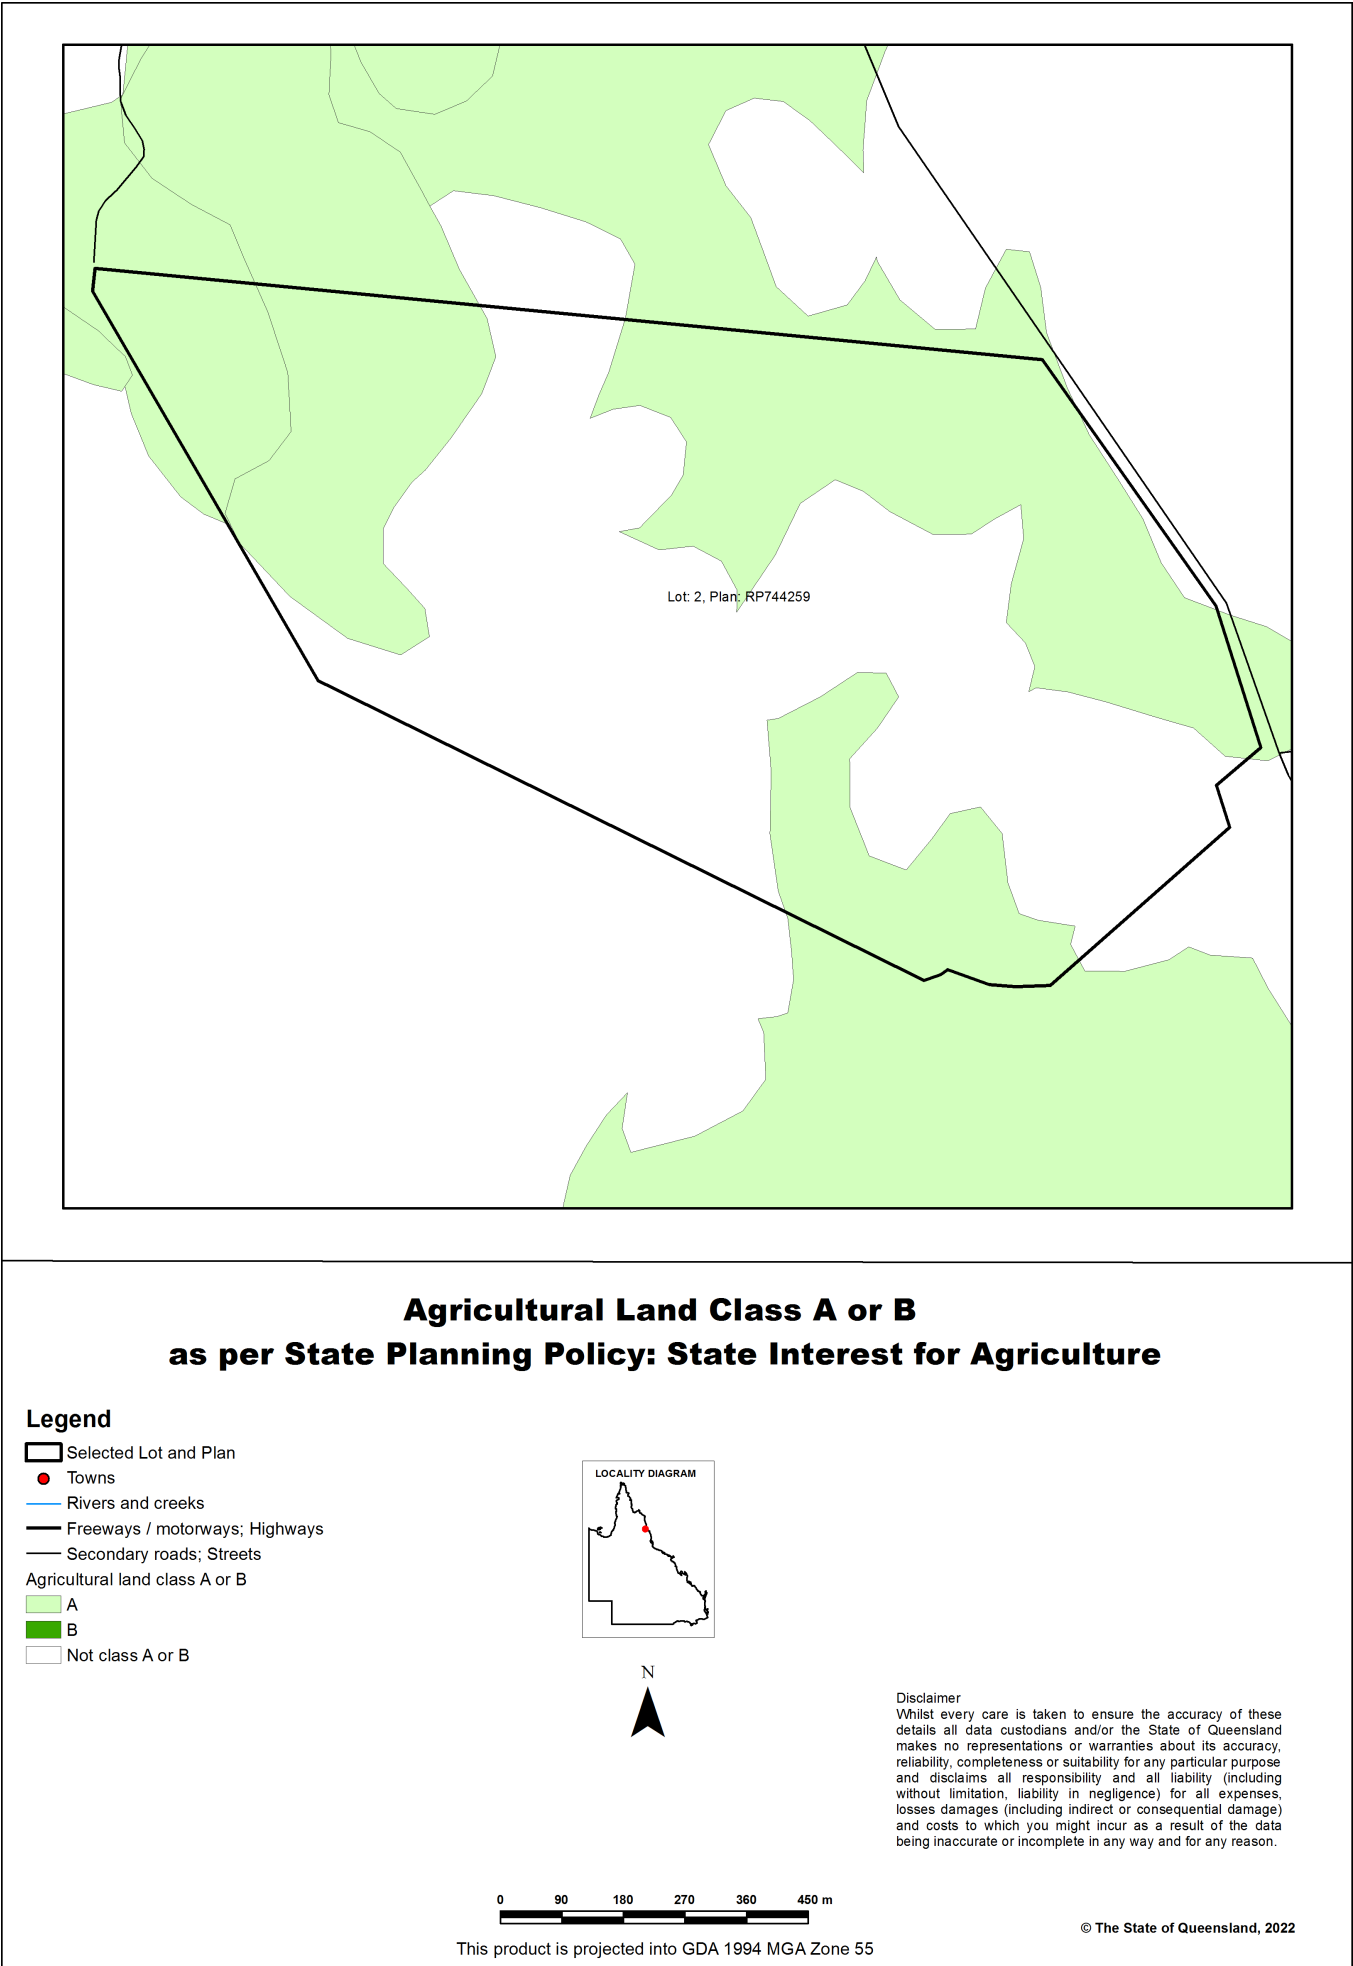 Lot: 2, Plan: RP744259
Agricultural Land Class A or B
as per State Planning Policy: State Interest for Agriculture
Legend
Selected Lot and Plan
Towns
Rivers and creeks
Freeways / motorways; Highways
Secondary roads; Streets
Agricultural land class A or B
A
B
Not class A or B
LOCALITY DIAGRAM
N
Disclaimer
Whilst every care is taken to ensure the accuracy of these
details all data custodians and/or the State of Queensland
makes no representations or warranties about its accuracy,
reliability, completeness or suitability for any particular purpose
and disclaims all responsibility and all liability (including
without limitation, liability in negligence) for all expenses,
losses damages (including indirect or consequential damage)
and costs to which you might incur as a result of the data
being inaccurate or incomplete in any way and for any reason.
0 90 180 270 360 450 m
© The State of Queensland, 2022
This product is projected into GDA 1994 MGA Zone 55